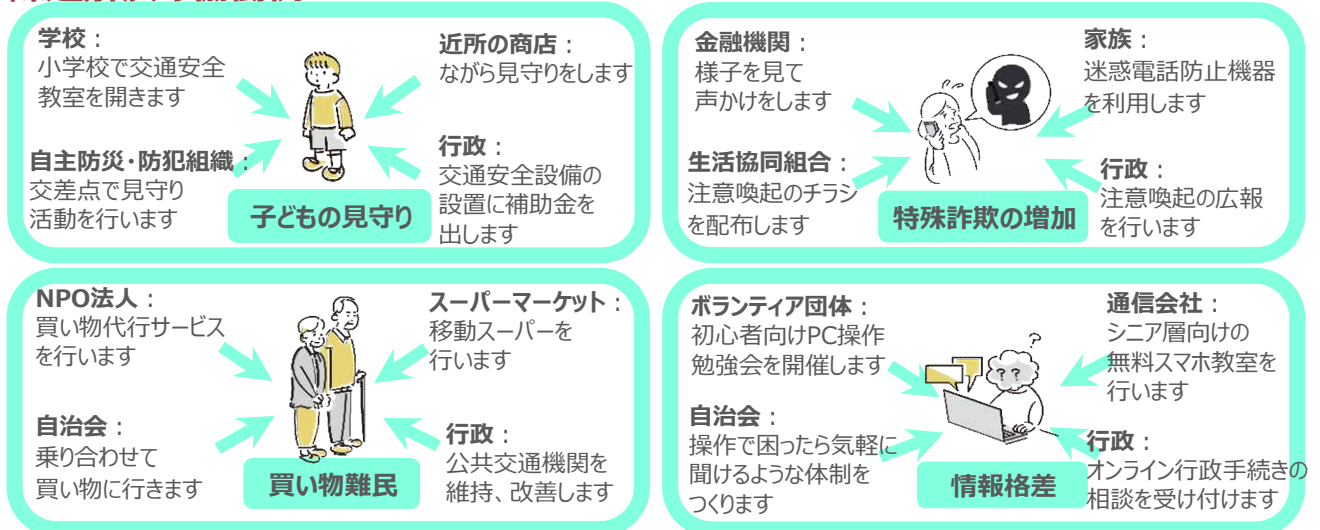 学校：
小学校で交通安全
教室を開きます
近所の商店：
ながら見守りをします
自主防災・防犯組織：
交差点で見守り
活動を行います
行政：
交通安全設備の
設置に補助金を
出します
子どもの見守り
金融機関：
様子を見て
声かけをします
家族：
迷惑電話防止機器
を利用します
生活協同組合：
注意喚起のチラシ
を配布します
行政：
注意喚起の広報
を行います
特殊詐欺の増加
NPO法人：
買い物代行サービス
を行います
スーパーマーケット：
移動スーパーを
行います
自治会：
乗り合わせて
買い物に行きます
行政：
公共交通機関を
維持、改善します
買い物難民
ボランティア団体：
初心者向けPC操作
勉強会を開催します
通信会社：
シニア層向けの
無料スマホ教室を
行います
？
？？
自治会：
操作で困ったら気軽に
聞けるような体制を
つくります
行政：
オンライン行政手続きの
相談を受け付けます
情報格差